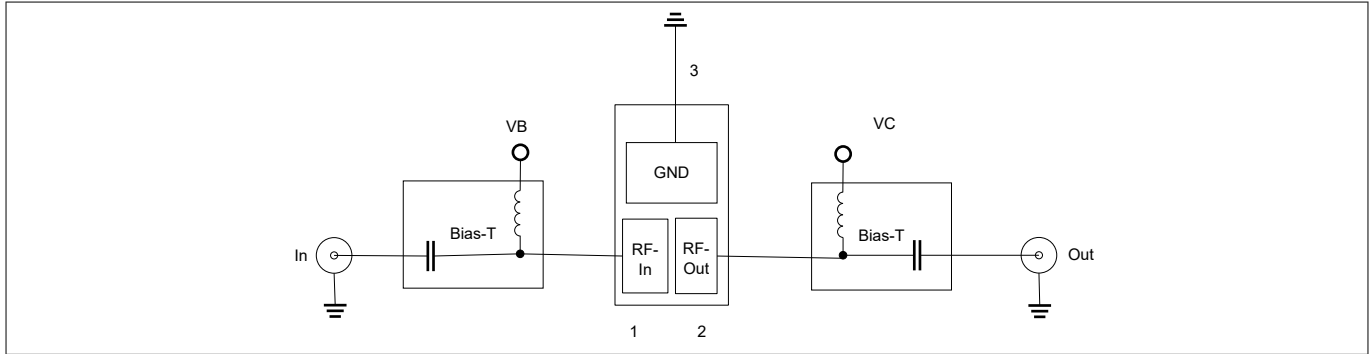 3
VB
VC
GND
Bias-T
Bias-T
In
RF-
In
RF-
Out
Out
1
2